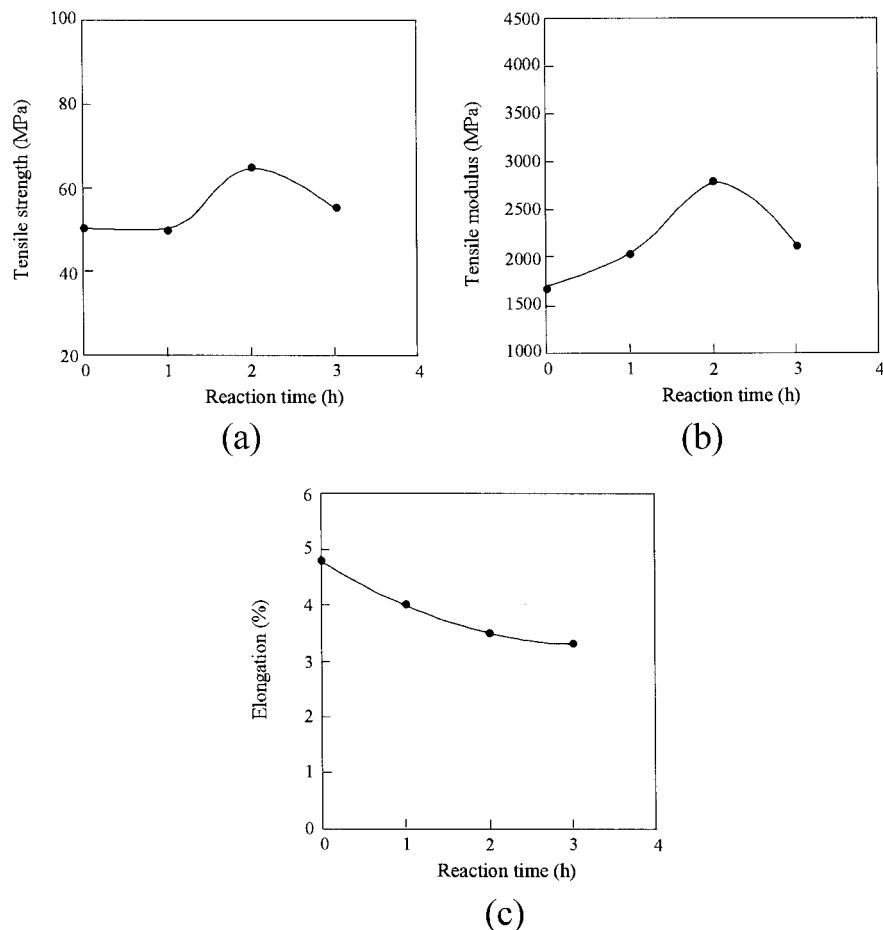 Tensile strength (MPa)
100
80
60
40
20
0 1 2 3 4
Reaction time (h)
(a)
Tensile modulus (MPa)
4500
4000
3500
3000
2500
2000
1500
1000
0 1 2 3 4
Reaction time (h)
(b)
Elongation (%)
6
5
4
3
2
1
0
0 1 2 3 4
Reaction time (h)
(c)